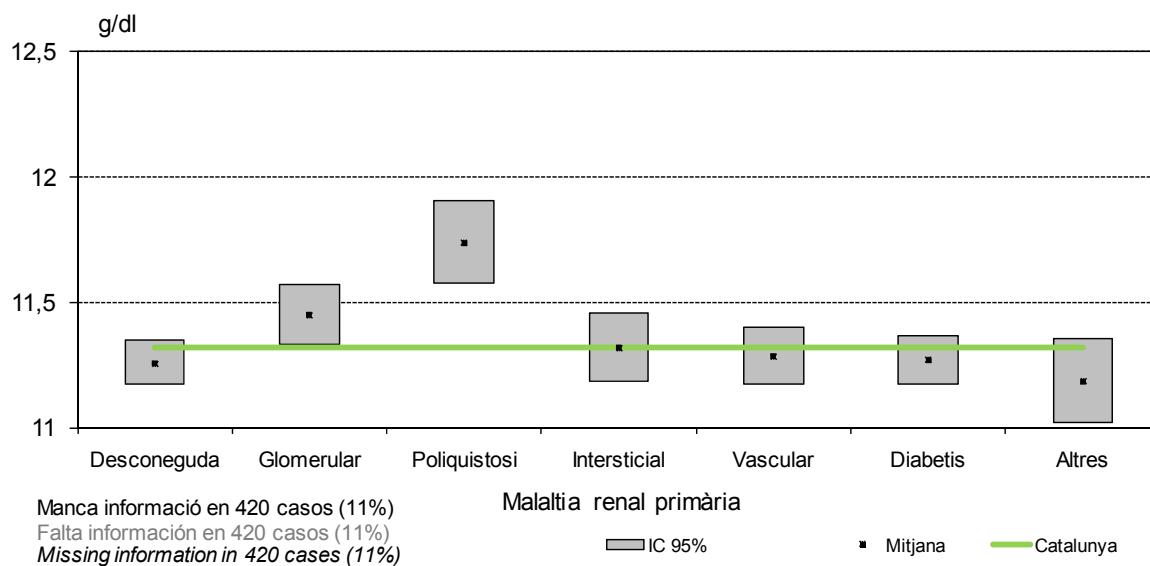 g/dl
12,5
12
11,5
11
Desconeguda Glomerular Poliquistosi Intersticial Vascular Diabetis Altres
Malaltia renal primària
Manca informació en 420 casos (11%)
Falta información en 420 casos (11%)
Missing information in 420 cases (11%)
IC 95% Mitjana Catalunya